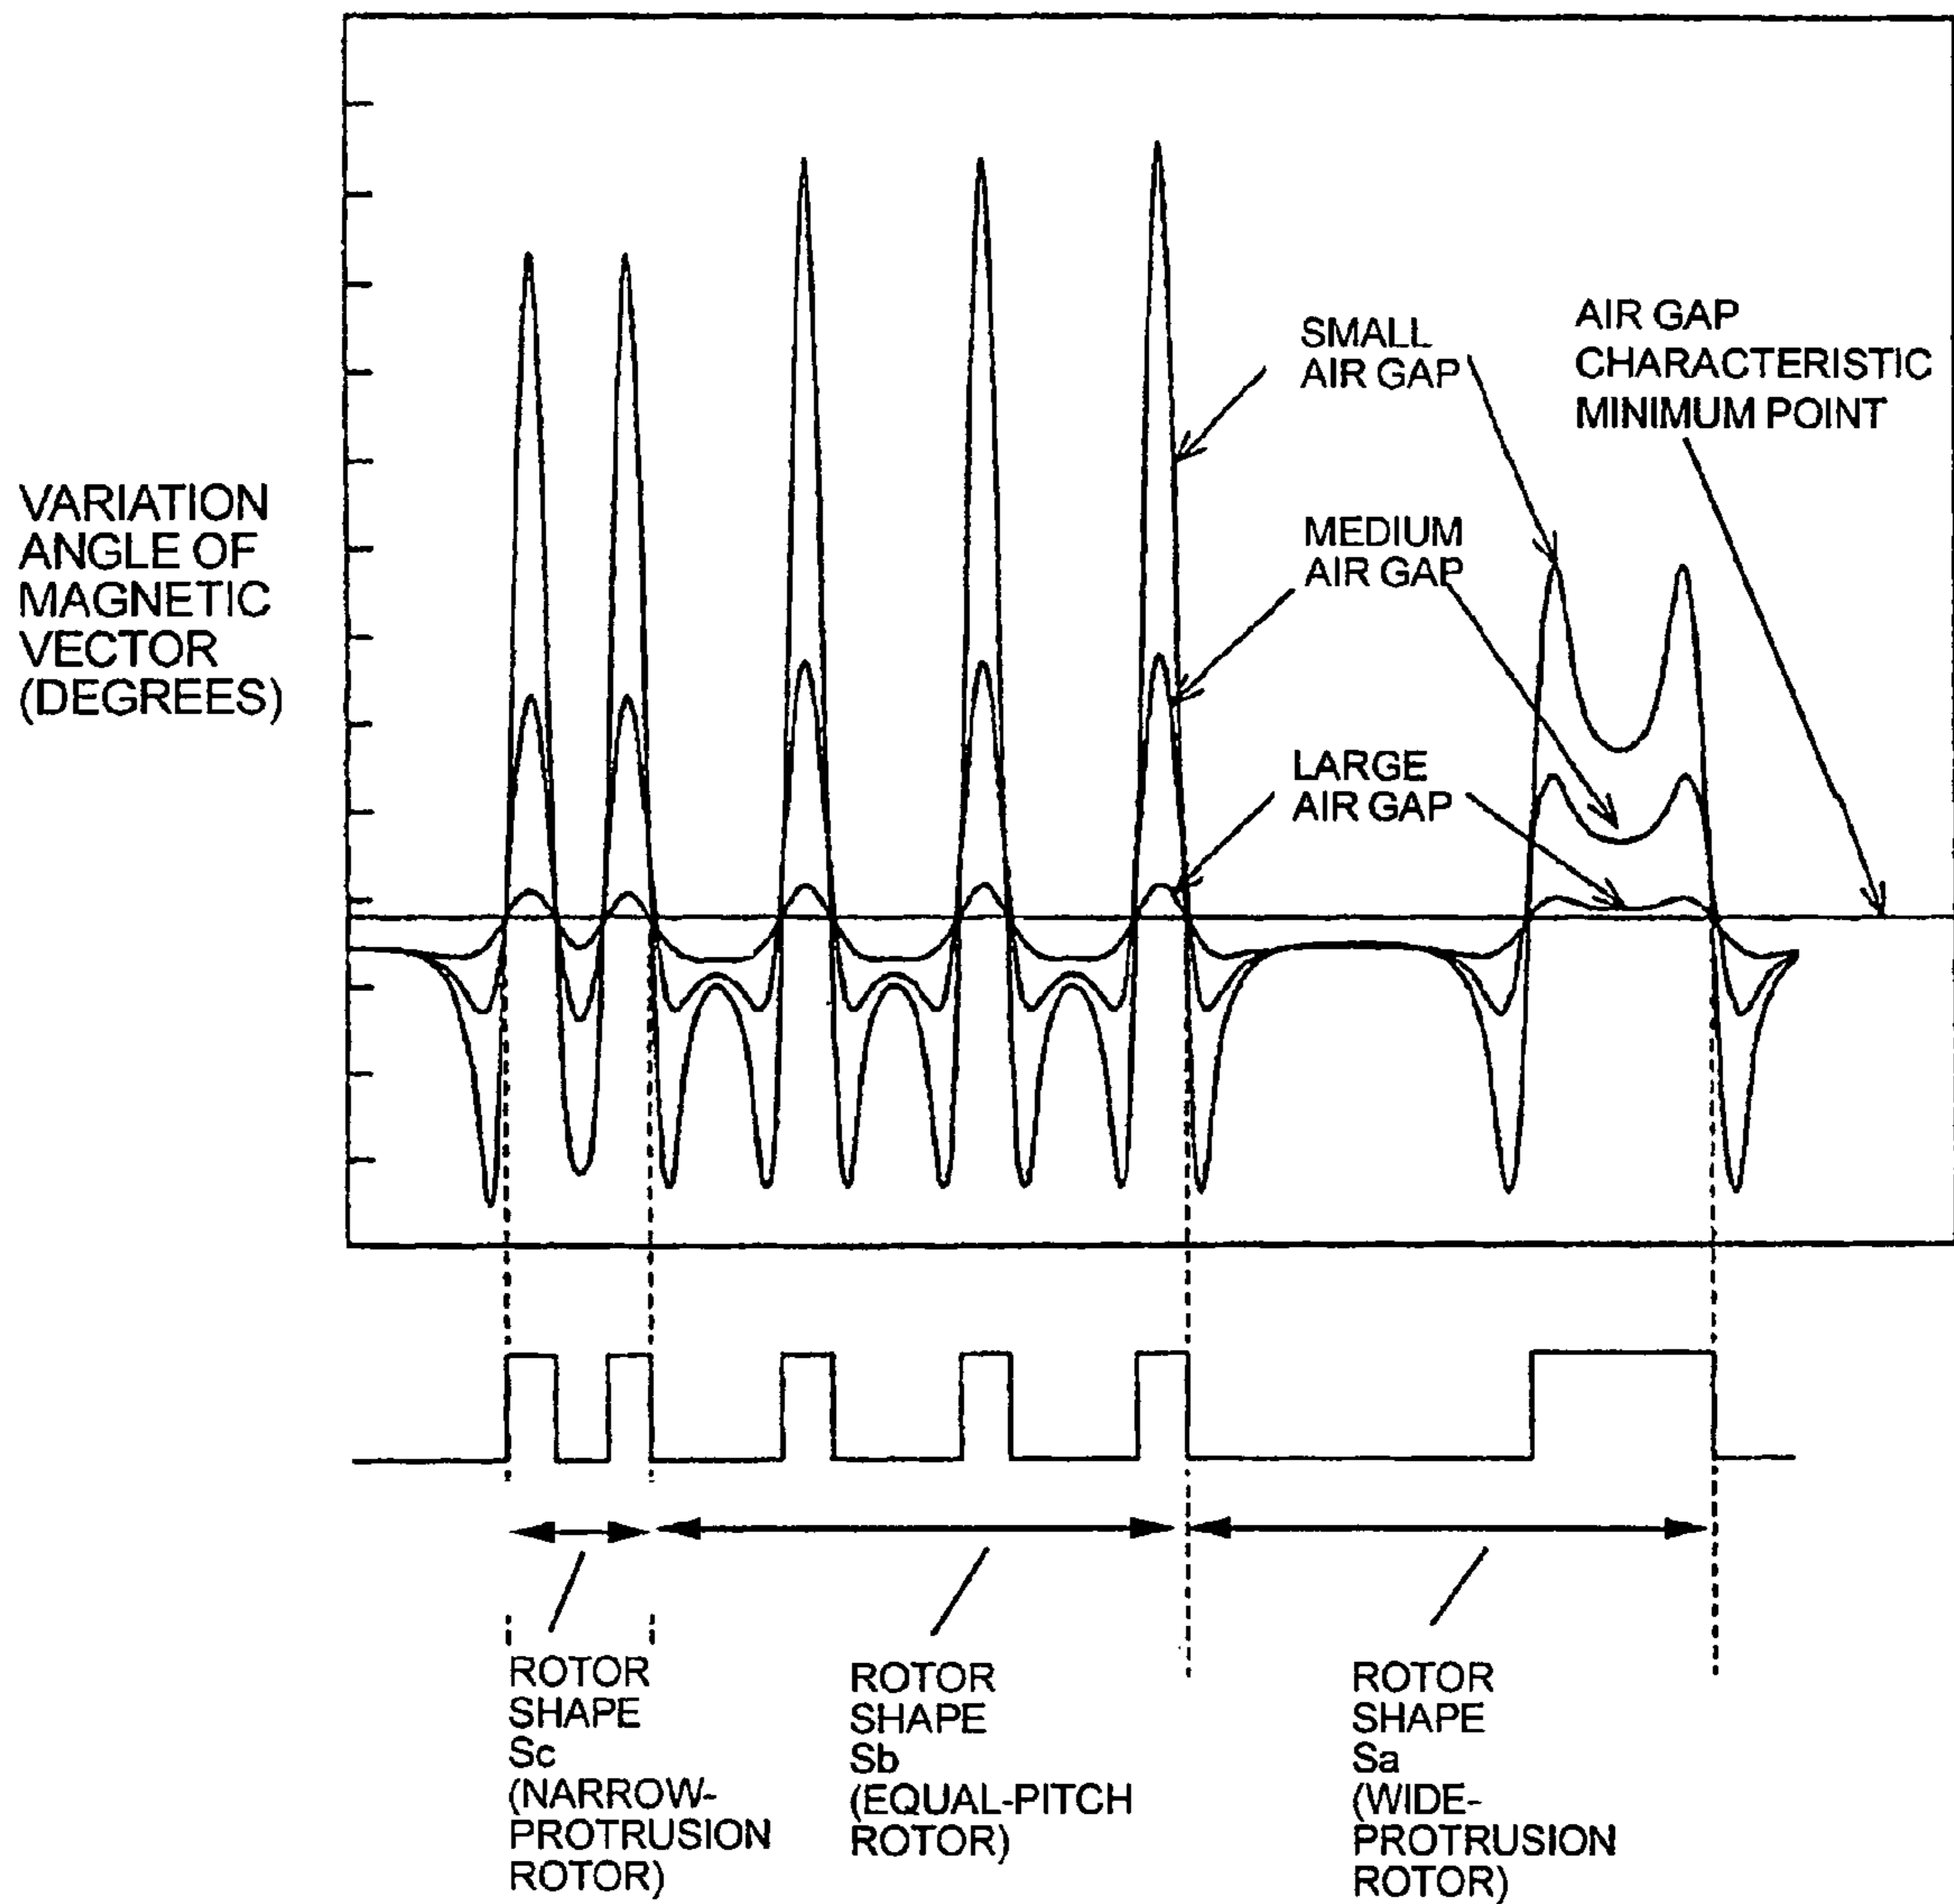 VARIATION
ANGLE OF
MAGNETIC
VECTOR
(DEGREES)
SMALL
AIR GAP
MEDIUM
AIR GAP
LARGE
AIR GAP
AIR GAP
CHARACTERISTIC
MINIMUM POINT
ROTOR
SHAPE
Sc
(NARROW-
PROTRUSION
ROTOR)
ROTOR
SHAPE
Sb
(EQUAL-PITCH
ROTOR)
ROTOR
SHAPE
Sa
(WIDE-
PROTRUSION
ROTOR)